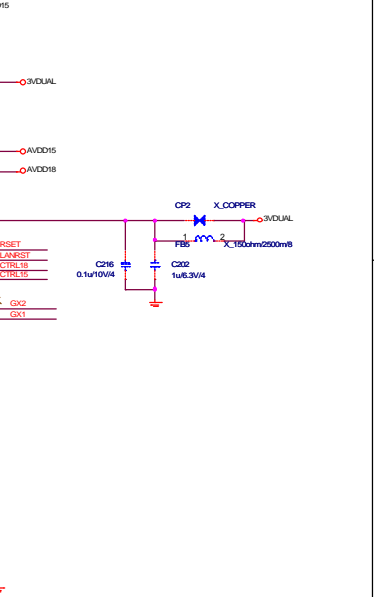 3VDUAL
AVDD15
AVDD18
CP2 X_COPPER
3VDUAL
1 2
FB5 X_150ohm/2500m/8
RSET
LANRST
CTRL18
CTRL15
C216 C202
0.1u/10V/4 1u/6.3V/4
GX2
GX1